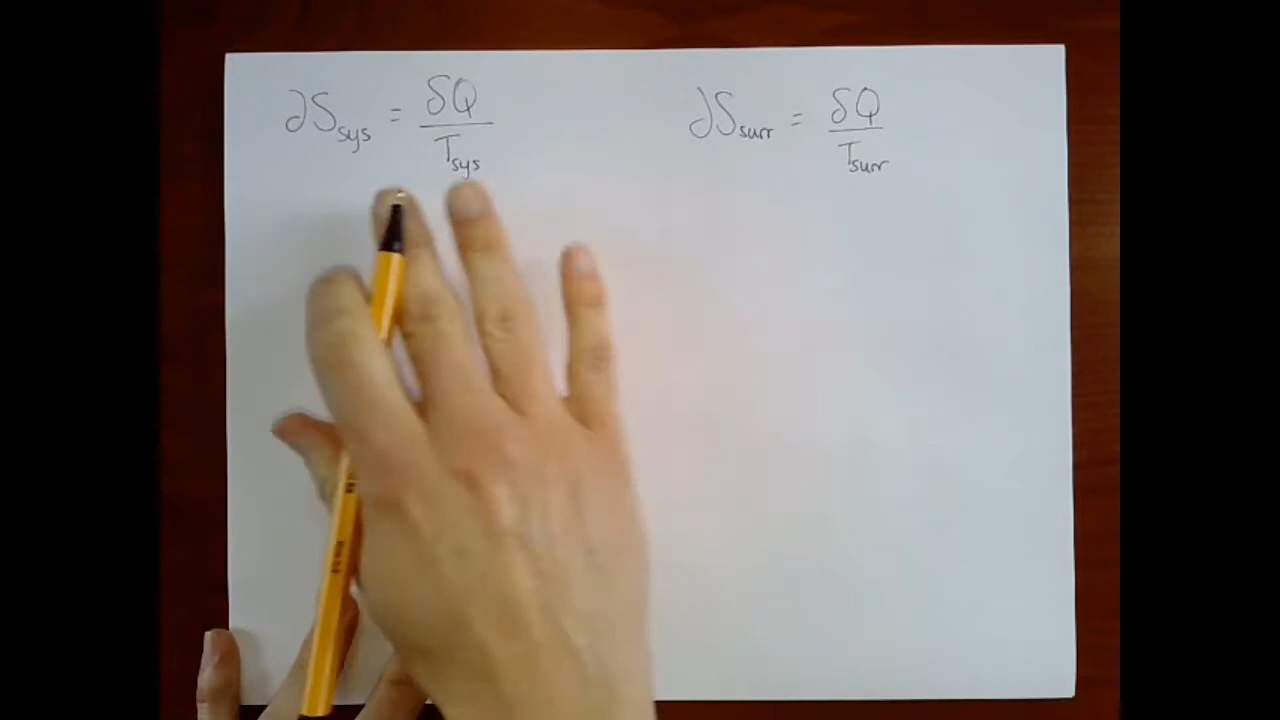 ∂S_sys = δQ / T_sys
∂S_surr = δQ / T_surr